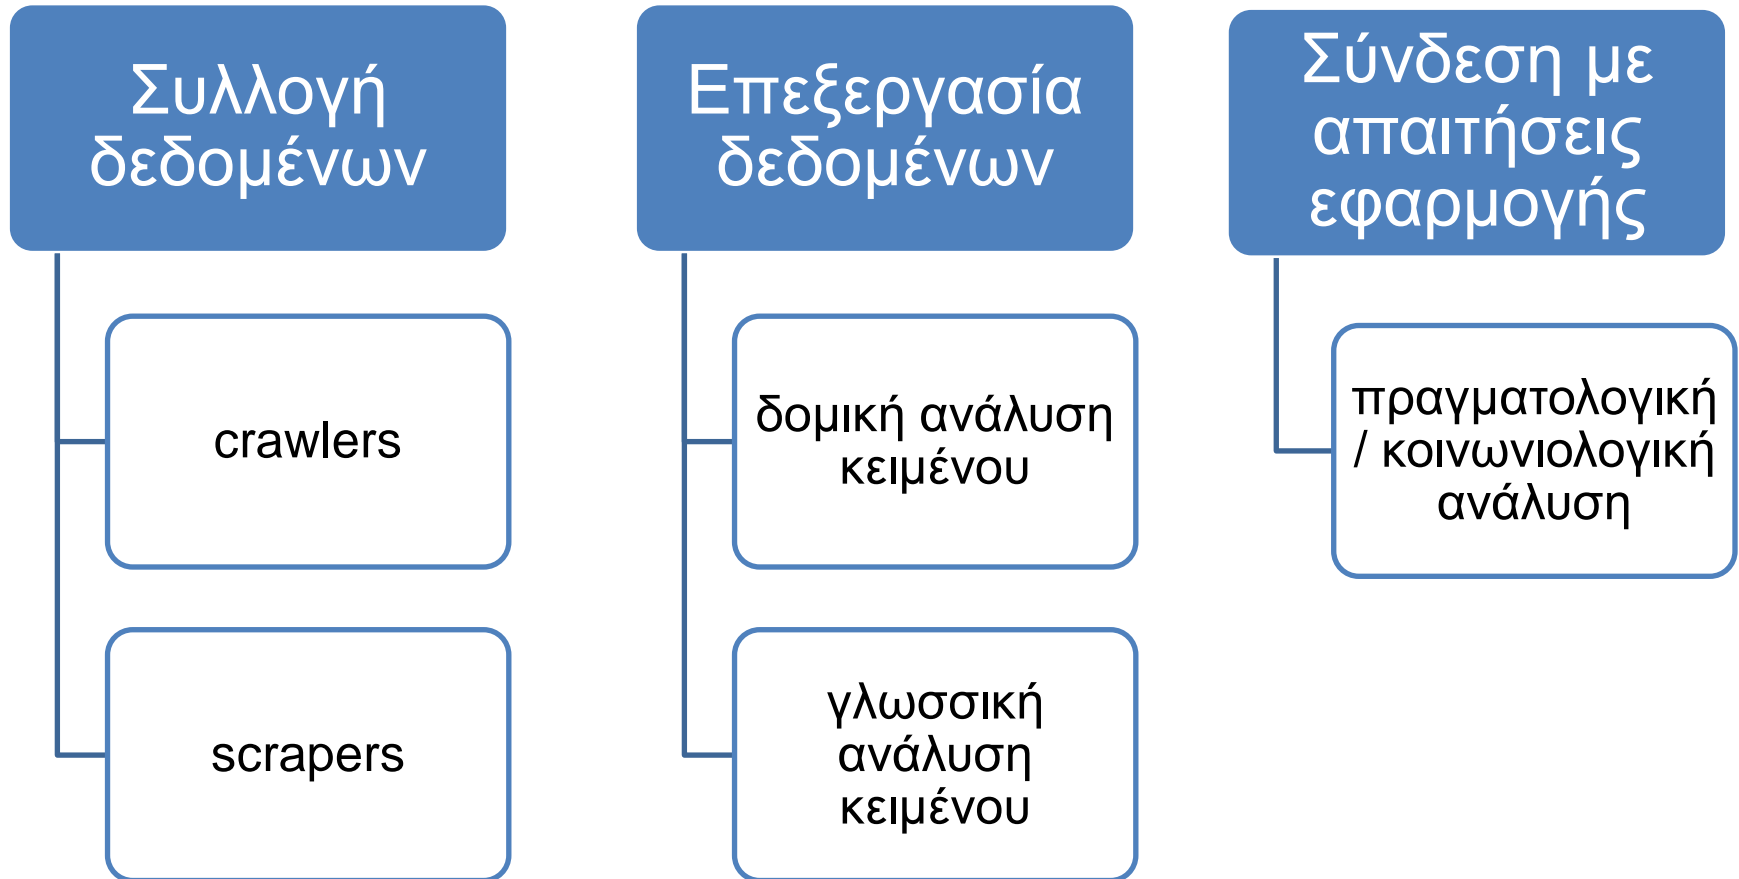 Συλλογή
δεδομένων
crawlers
scrapers
Επεξεργασία
δεδομένων
δομική ανάλυση
κειμένου
γλωσσική
ανάλυση
κειμένου
Σύνδεση με
απαιτήσεις
εφαρμογής
πραγματολογική
/ κοινωνιολογική
ανάλυση